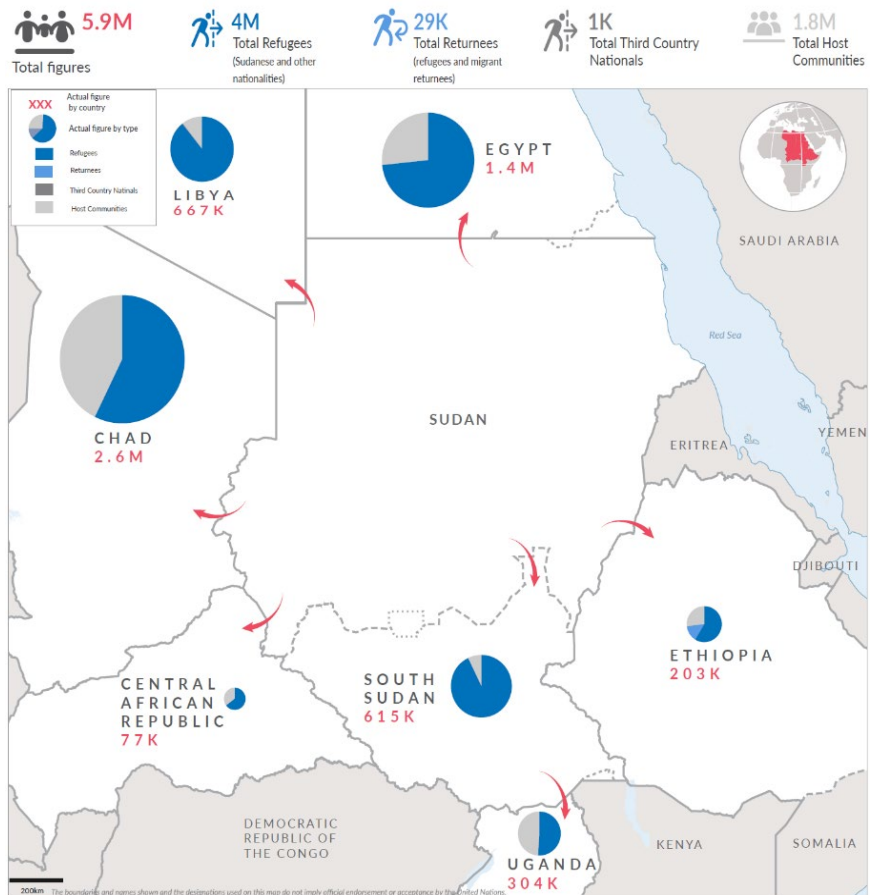 5.9M
Total figures
4M
Total Refugees
(Sudanese and other
nationalities)
29K
Total Returnees
(refugees and migrant
returnees)
1K
Total Third Country
Nationals
1.8M
Total Host
Communities
XXX
Actual figure
by country
Actual figure by type
Refugees
Returnees
Third Country Natinals
Host Communities
LIBYA
667K
EGYPT
1.4M
SAUDI ARABIA
Red Sea
CHAD
2.6M
SUDAN
ERITREA
YEMEN
DJIBOUTI
ETHIOPIA
203K
CENTRAL
AFRICAN
REPUBLIC
77K
SOUTH
SUDAN
615K
DEMOCRATIC
REPUBLIC OF
THE CONGO
UGANDA
304K
KENYA
SOMALIA
200km
The boundaries and names shown and the designations used on this map do not imply official endorsement or acceptance by the United Nations.